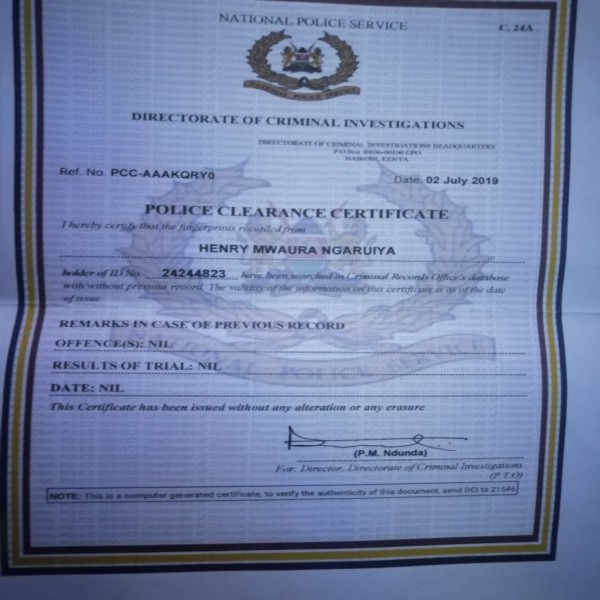 NATIONAL POLICE SERVICE
C. 24A
NATIONAL POLICE SERVICE
DIRECTORATE OF CRIMINAL INVESTIGATIONS
DIRECTORATE OF CRIMINAL INVESTIGATIONS HEADQUARTERS
P O Box 30036-00100 GPO
NAIROBI, KENYA
Ref. No. PCC-AAAKQRY0
Date. 02 July 2019
POLICE CLEARANCE CERTIFICATE
I hereby certify that the fingerprints recorded from
HENRY MWAURA NGARUIYA
holder of ID No. 24244823 have been searched in Criminal Records Office's database
with/without previous record. The validity of the information on this certificate is as of the date
of issue.
REMARKS IN CASE OF PREVIOUS RECORD
OFFENCE(S): NIL
RESULTS OF TRIAL: NIL
NATIONAL POLICE SERVICE
DATE: NIL
This Certificate has been issued without any alteration or any erasure
(P.M. Ndunda)
For: Director, Directorate of Criminal Investigations
(P.T.O)
NOTE: This is a computer generated certificate, to verify the authenticity of this document, send DCI to 21546